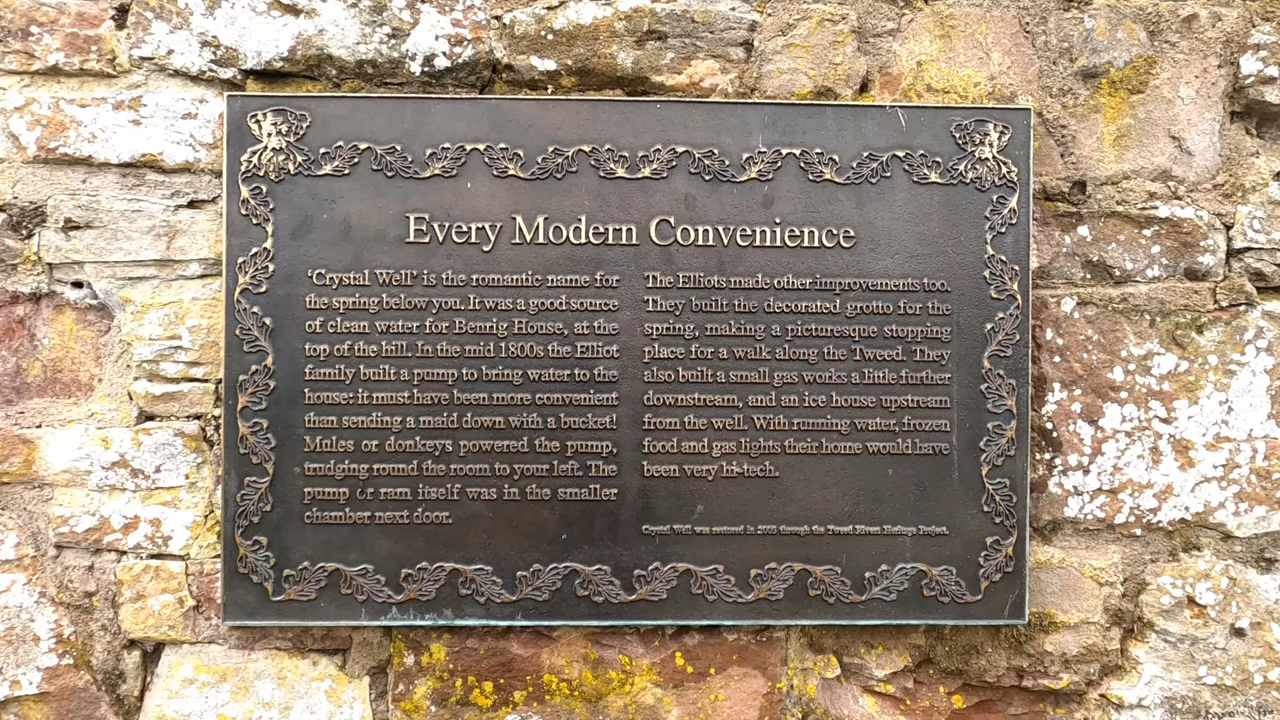 Every Modern Convenience
'Crystal Well' is the romantic name for
the spring below you. It was a good source
of clean water for Benrig House, at the
top of the hill. In the mid 1800s the Elliot
family built a pump to bring water to the
house: it must have been more convenient
than sending a maid down with a bucket!
Mules or donkeys powered the pump,
trudging round the room to your left. The
pump or ram itself was in the smaller
chamber next door.
The Elliots made other improvements too.
They built the decorated grotto for the
spring, making a picturesque stopping
place for a walk along the Tweed. They
also built a small gas works a little further
downstream, and an ice house upstream
from the well. With running water, frozen
food and gas lights their home would have
been very hi-tech.
Crystal Well was restored in 2005 through the Tweed Rivers Heritage Project.